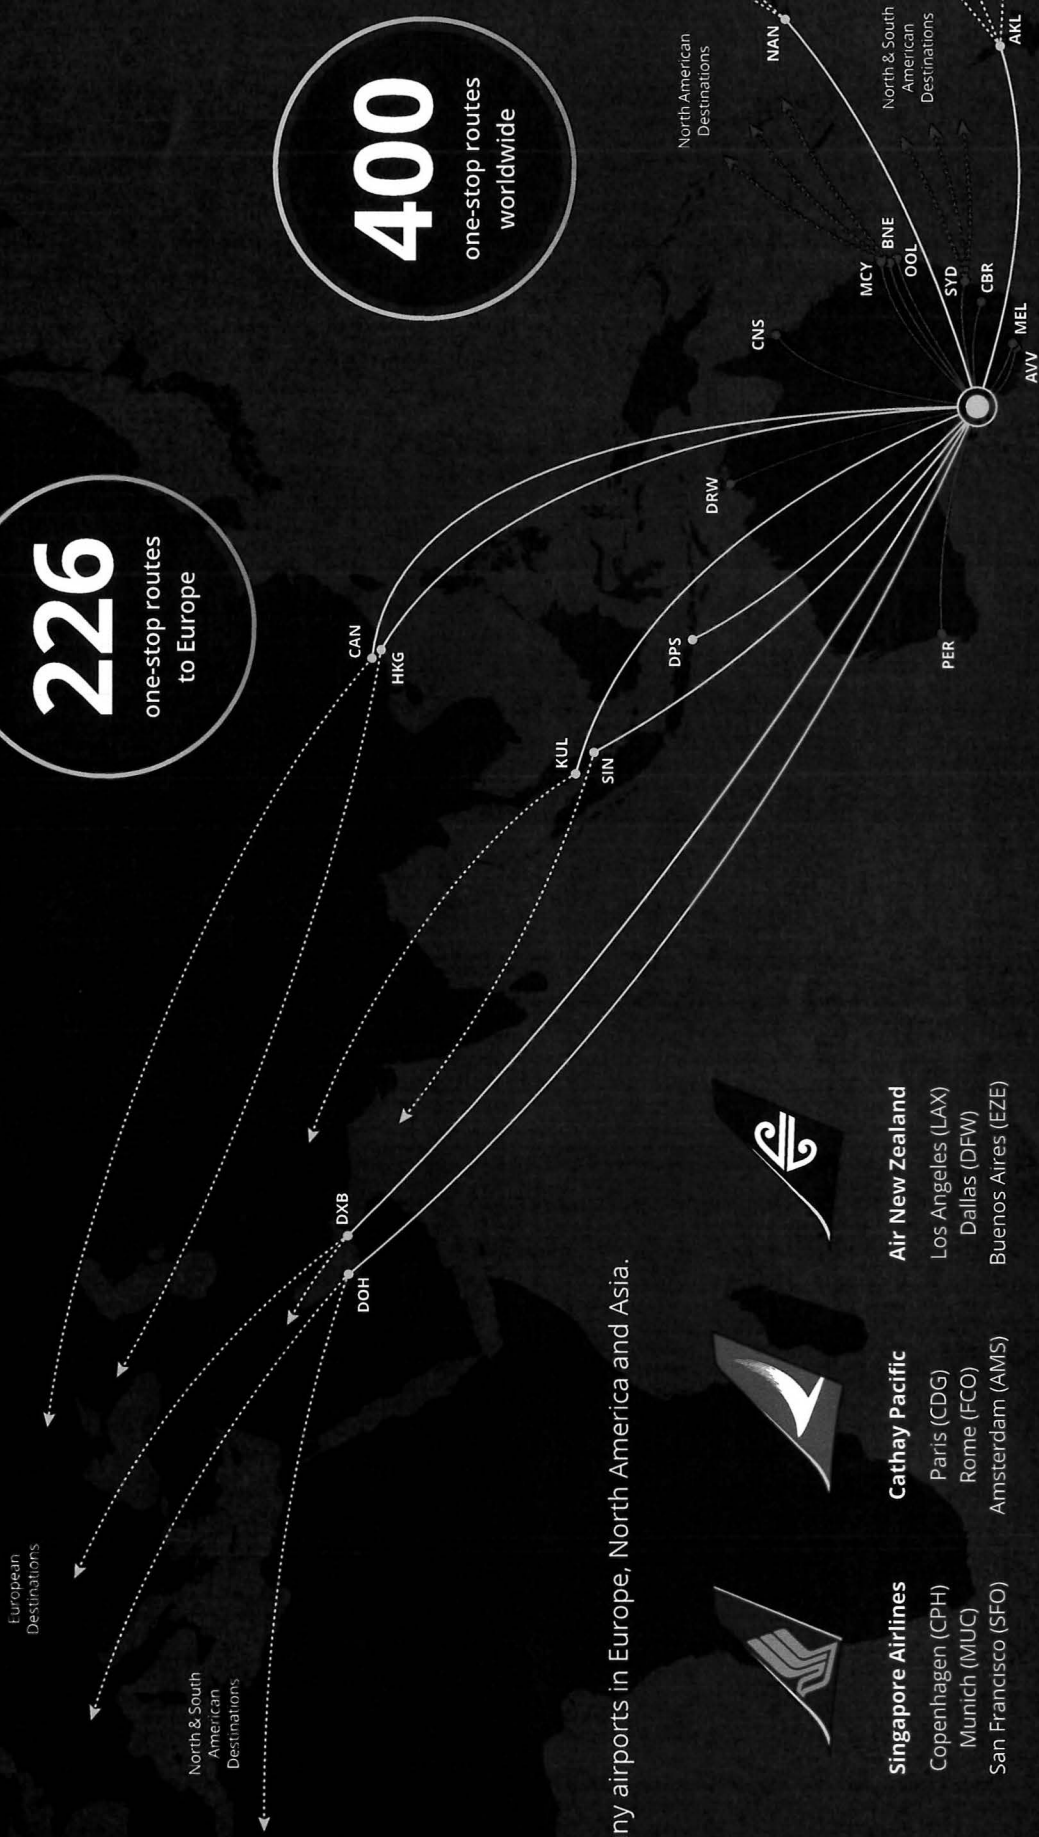 226
one-stop routes
to Europe
400
one-stop routes
worldwide
European
Destinations
North & South
American
Destinations
North American
Destinations
North & South
American
Destinations
CAN
HKG
KUL
SIN
DPS
DXB
DOH
DRW
CNS
PER
MCY
BNE
OOL
SYD
CBR
MEL
AVV
NAN
AKL
ny airports in Europe, North America and Asia.
Singapore Airlines
Copenhagen (CPH)
Munich (MUC)
San Francisco (SFO)
Cathay Pacific
Paris (CDG)
Rome (FCO)
Amsterdam (AMS)
Air New Zealand
Los Angeles (LAX)
Dallas (DFW)
Buenos Aires (EZE)